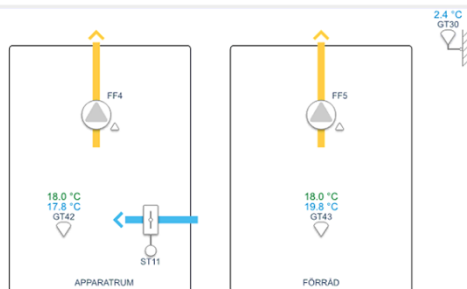 2.4 °C
GT30
FF4
FF5
18.0 °C
17.8 °C
GT42
18.0 °C
19.8 °C
GT43
ST11
APPARATRUM
FÖRRÅD